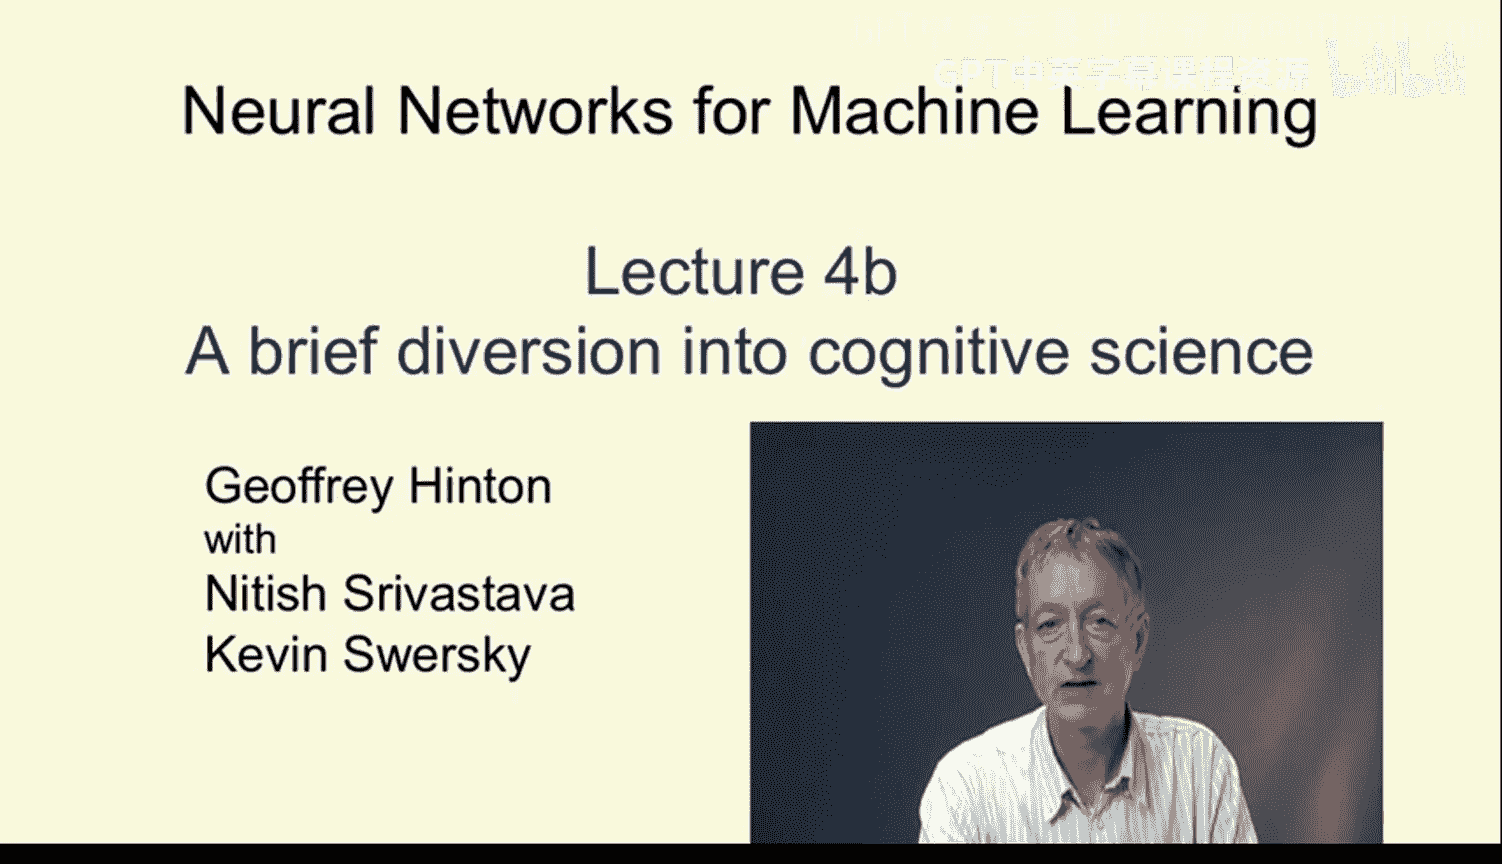 Neural Networks for Machine Learning
Lecture 4b
A brief diversion into cognitive science
Geoffrey Hinton
with
Nitish Srivastava
Kevin Swersky